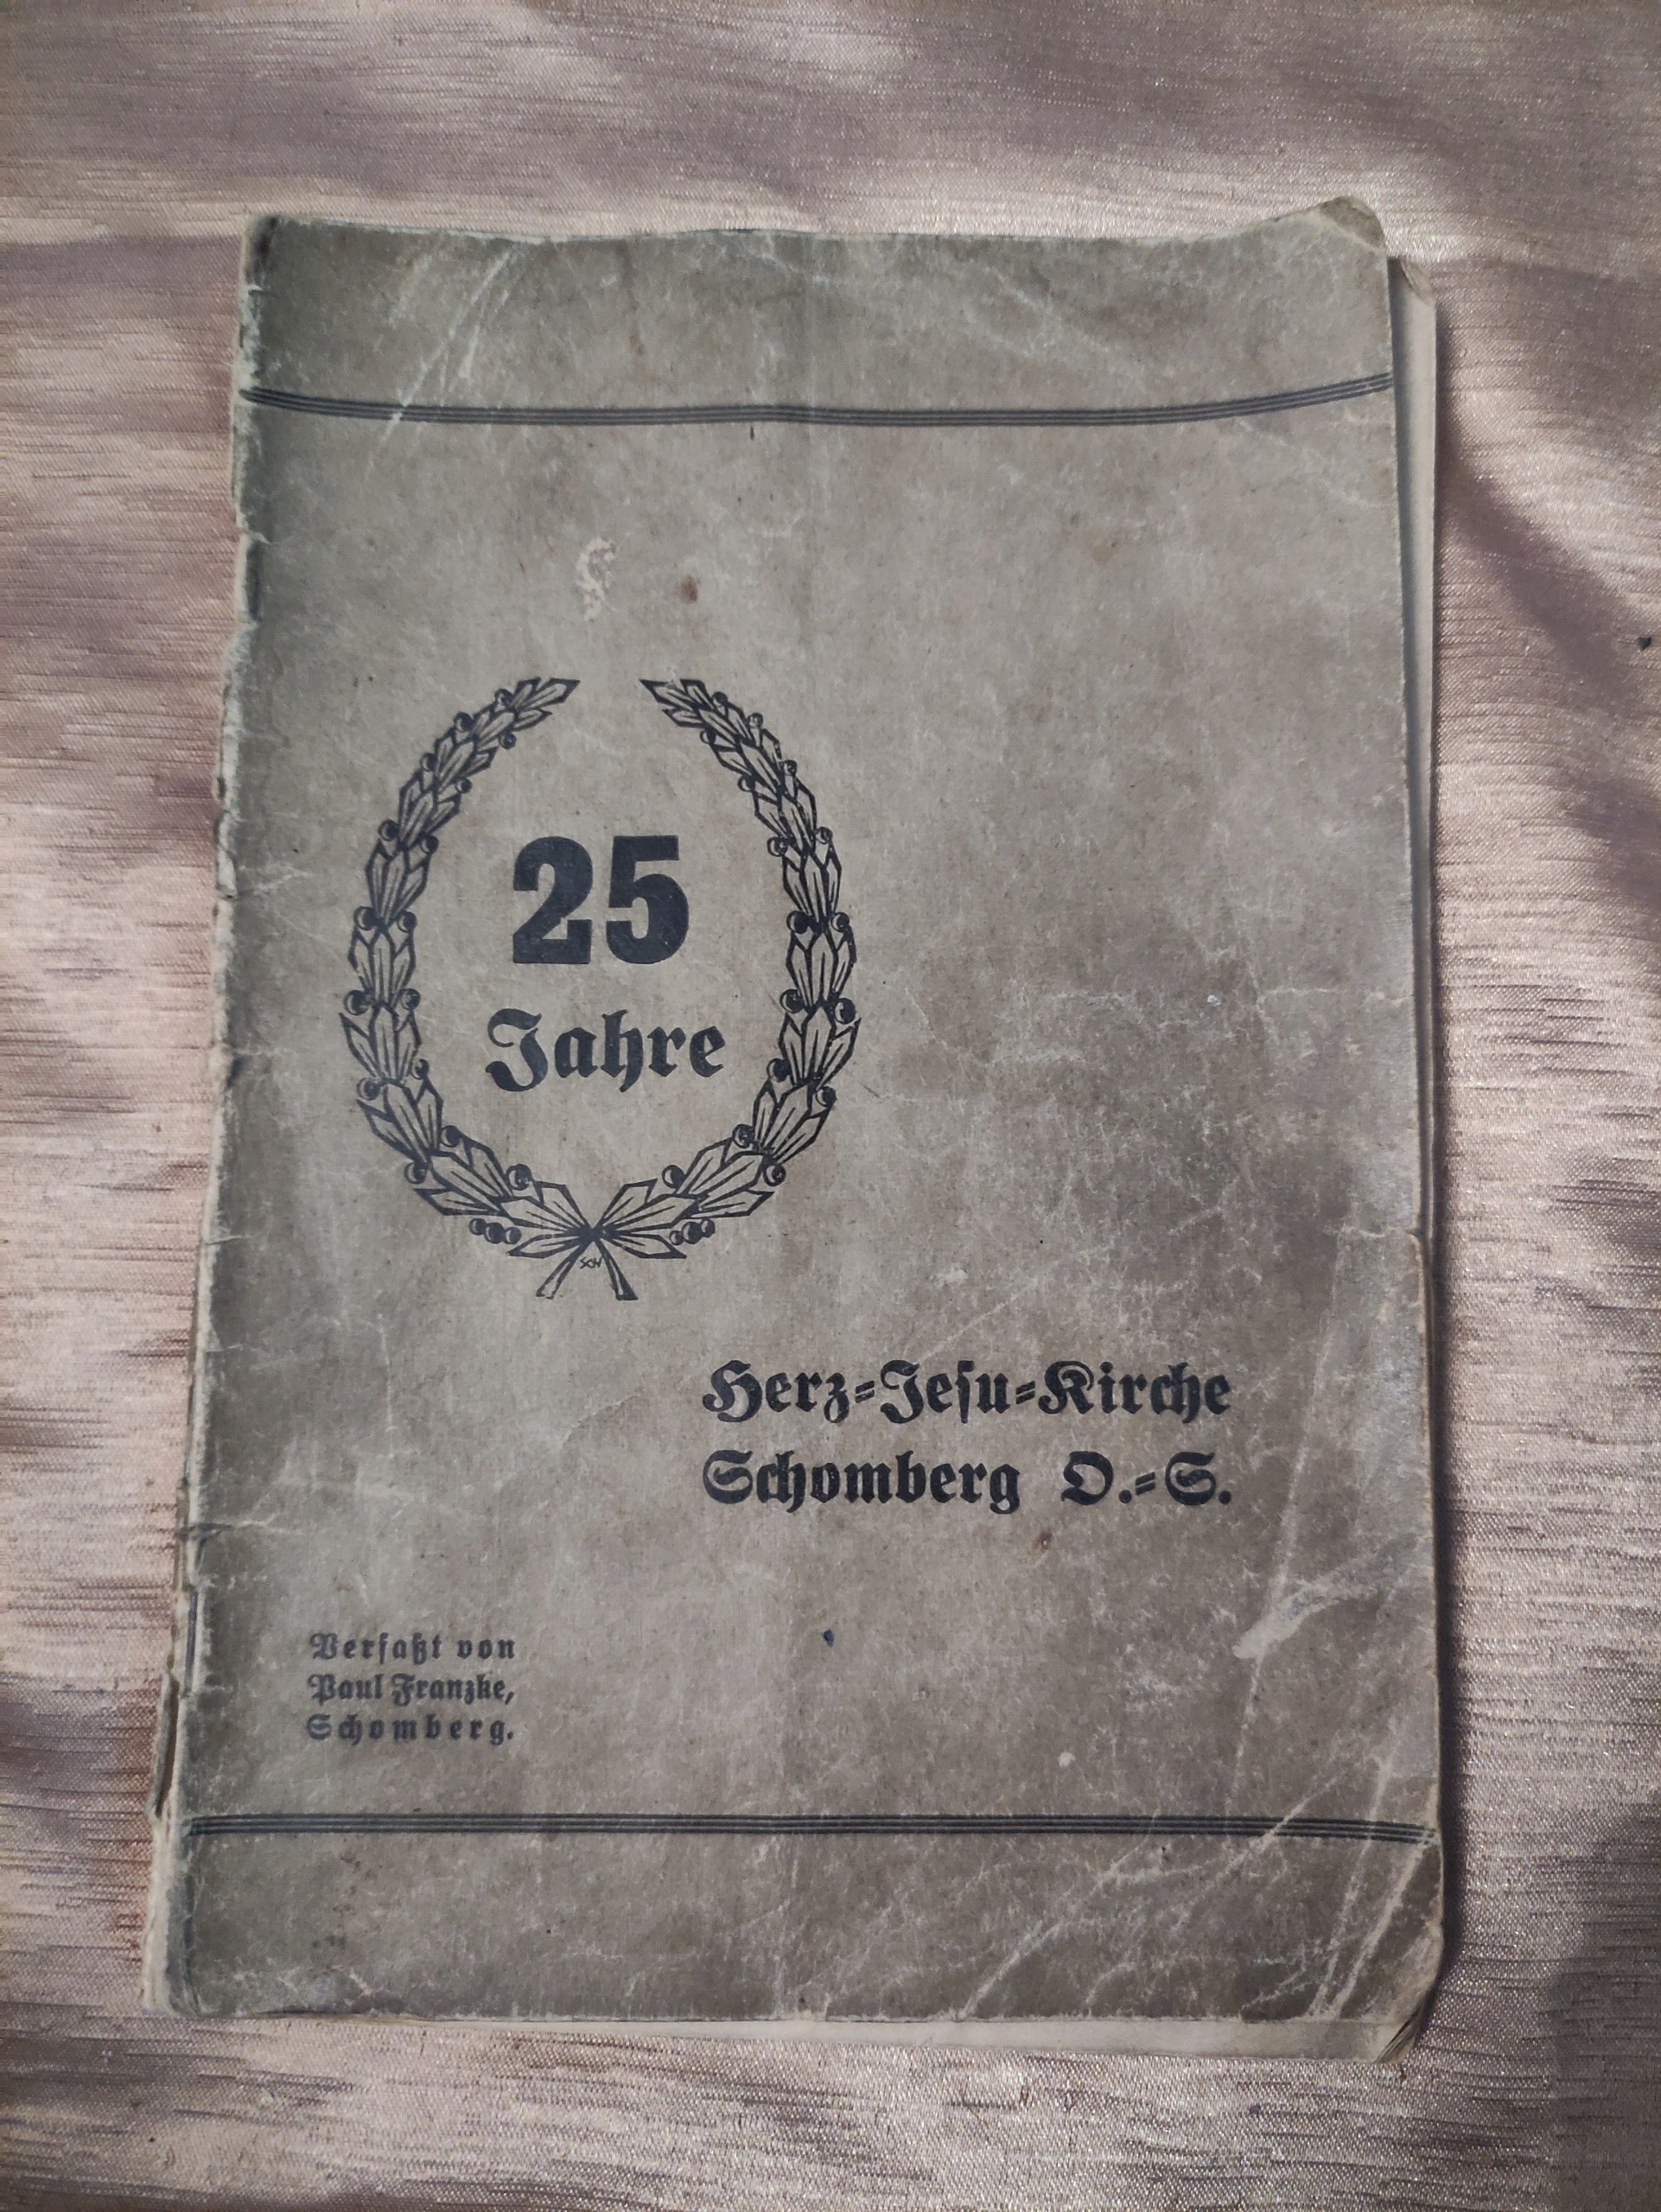 25
Jahre
Herz=Jesu=Kirche
Schomberg O.=S.
Verfaßt von
Paul Franzke,
Schomberg.